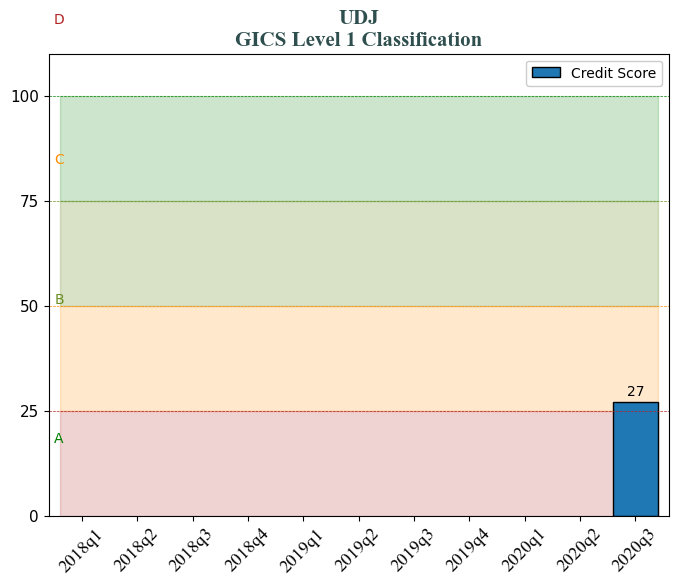 D
UDJ
GICS Level 1 Classification
Credit Score
100
C
75
B
50
27
25
A
0
2018q1 2018q2 2018q3 2018q4 2019q1 2019q2 2019q3 2019q4 2020q1 2020q2 2020q3